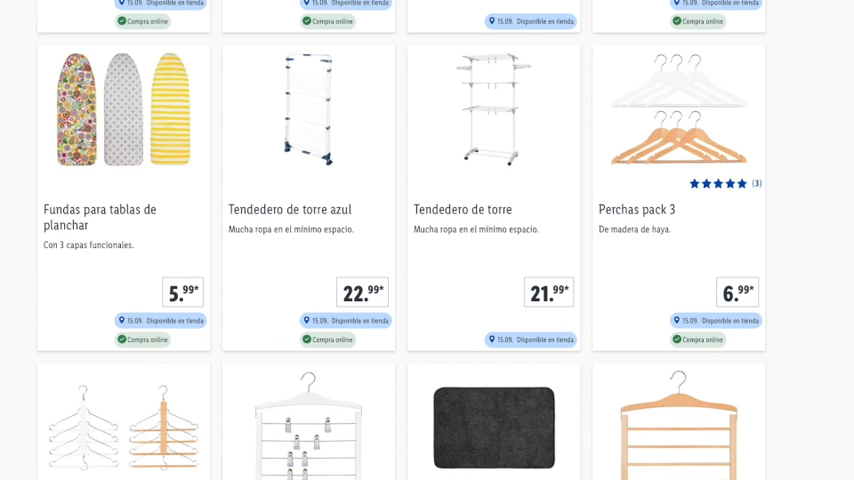 15.09. Disponible en tienda
15.09. Disponible en tienda
15.09. Disponible en tienda
Compra online
Compra online
15.09. Disponible en tienda
Compra online
(3)
Fundas para tablas de
planchar
Con 3 capas funcionales.
5.99*
15.09. Disponible en tienda
Compra online
Tendedero de torre azul
Mucha ropa en el mínimo espacio.
22.99*
15.09. Disponible en tienda
Compra online
Tendedero de torre
Mucha ropa en el mínimo espacio.
21.99*
15.09. Disponible en tienda
Perchas pack 3
De madera de haya.
6.99*
15.09. Disponible en tienda
Compra online